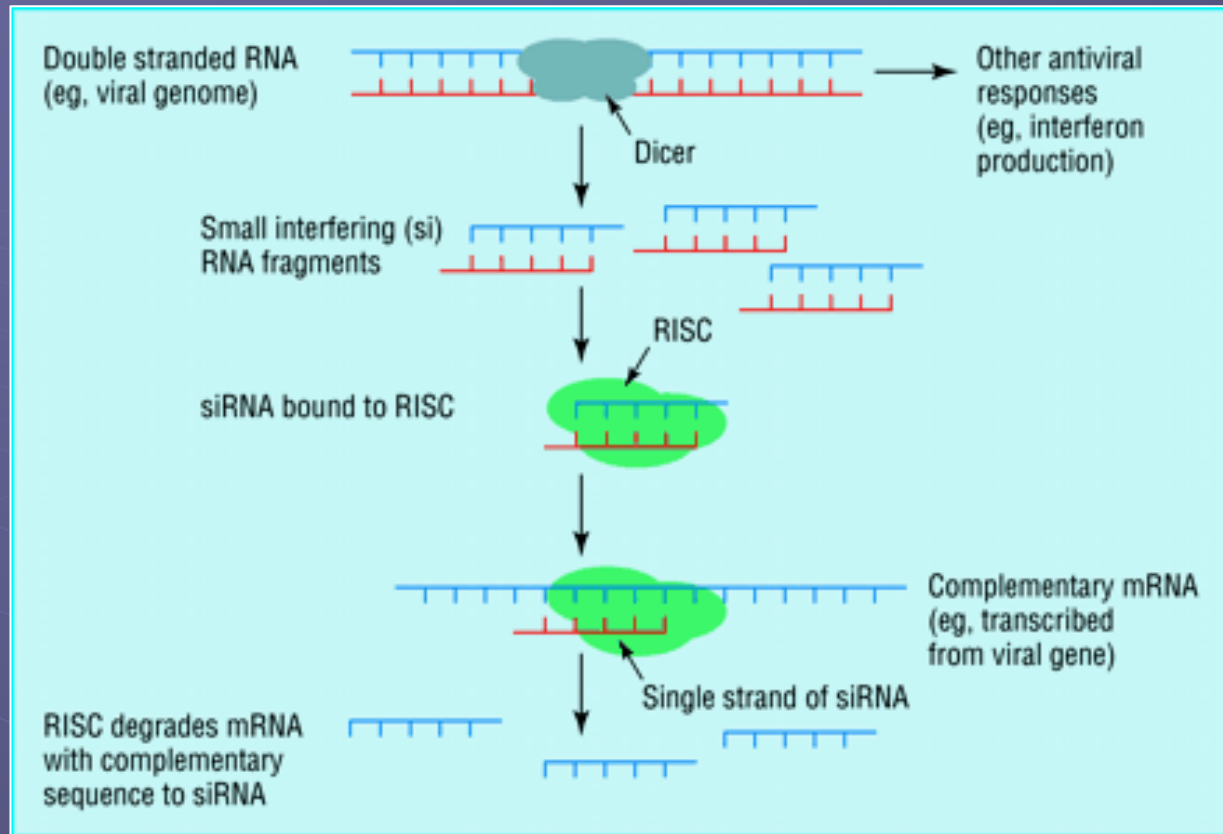 Double stranded RNA
(eg, viral genome)
Other antiviral
responses
(eg, interferon
production)
Dicer
Small interfering (si)
RNA fragments
RISC
siRNA bound to RISC
Complementary mRNA
(eg, transcribed
from viral gene)
Single strand of siRNA
RISC degrades mRNA
with complementary
sequence to siRNA